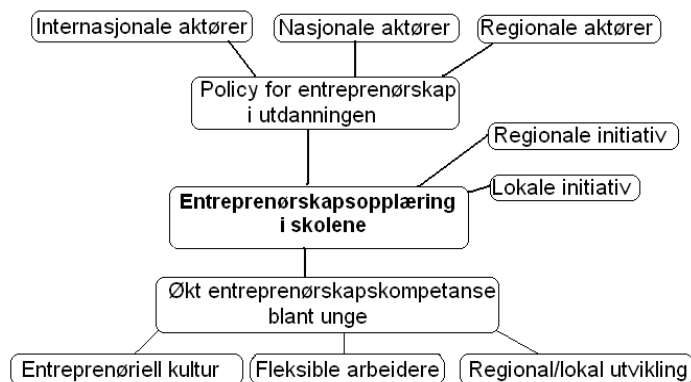 Internasjonale aktører
Nasjonale aktører
Regionale aktører
Policy for entreprenørskap
i utdanningen
Regionale initiativ
Lokale initiativ
Entreprenørskapsopplæring
i skolene
Økt entreprenørskapskompetanse
blant unge
Entreprenøriell kultur
Fleksible arbeidere
Regional/lokal utvikling